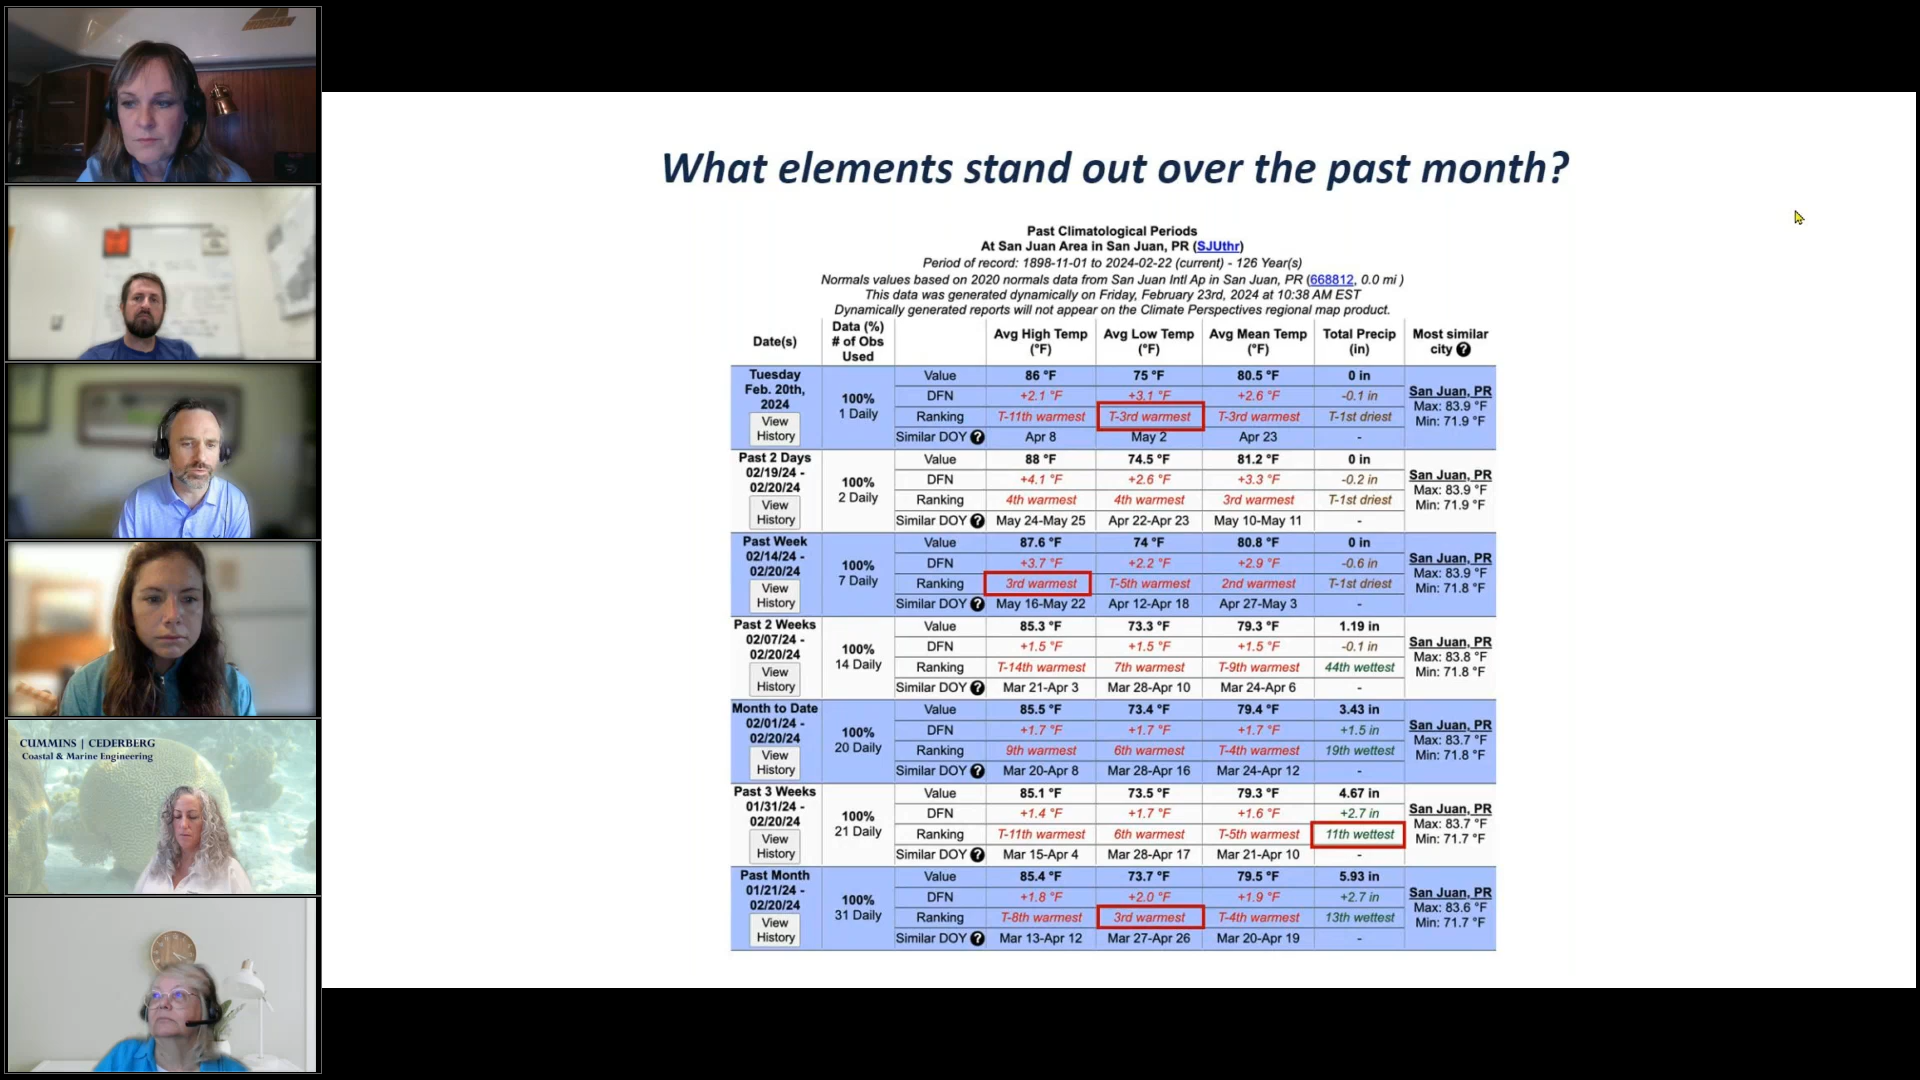 CUMMINS | CEDERBERG
Coastal & Marine Engineering
What elements stand out over the past month?
Past Climatological Periods
At San Juan Area in San Juan, PR (SJUthr)
Period of record: 1898-11-01 to 2024-02-22 (current) - 126 Year(s)
Normals values based on 2020 normals data from San Juan Intl Ap in San Juan, PR (668812, 0.0 mi )
This data was generated dynamically on Friday, February 23rd, 2024 at 10:38 AM EST
Dynamically generated reports will not appear on the Climate Perspectives regional map product.
Date(s) Data (%) # of Obs Used Avg High Temp (°F) Avg Low Temp (°F) Avg Mean Temp (°F) Total Precip (in) Most similar city ?
Tuesday Feb. 20th, 2024 View History
100% 1 Daily
Value 86 °F 75 °F 80.5 °F 0 in
DFN +2.1 °F +3.1 °F +2.6 °F -0.1 in
Ranking T-11th warmest T-3rd warmest T-3rd warmest T-1st driest
Similar DOY ? Apr 8 May 2 Apr 23 -
San Juan, PR
Max: 83.9 °F
Min: 71.9 °F
Past 2 Days 02/19/24 - 02/20/24 View History
100% 2 Daily
Value 88 °F 74.5 °F 81.2 °F 0 in
DFN +4.1 °F +2.6 °F +3.3 °F -0.2 in
Ranking 4th warmest 4th warmest 3rd warmest T-1st driest
Similar DOY ? May 24-May 25 Apr 22-Apr 23 May 10-May 11 -
San Juan, PR
Max: 83.9 °F
Min: 71.9 °F
Past Week 02/14/24 - 02/20/24 View History
100% 7 Daily
Value 87.6 °F 74 °F 80.8 °F 0 in
DFN +3.7 °F +2.2 °F +2.9 °F -0.6 in
Ranking 3rd warmest T-5th warmest 2nd warmest T-1st driest
Similar DOY ? May 16-May 22 Apr 12-Apr 18 Apr 27-May 3 -
San Juan, PR
Max: 83.9 °F
Min: 71.8 °F
Past 2 Weeks 02/07/24 - 02/20/24 View History
100% 14 Daily
Value 85.3 °F 73.3 °F 79.3 °F 1.19 in
DFN +1.5 °F +1.5 °F +1.5 °F -0.1 in
Ranking T-14th warmest 7th warmest T-9th warmest 44th wettest
Similar DOY ? Mar 21-Apr 3 Mar 28-Apr 10 Mar 24-Apr 6 -
San Juan, PR
Max: 83.8 °F
Min: 71.8 °F
Month to Date 02/01/24 - 02/20/24 View History
100% 20 Daily
Value 85.5 °F 73.4 °F 79.4 °F 3.43 in
DFN +1.7 °F +1.7 °F +1.7 °F +1.5 in
Ranking 9th warmest 6th warmest T-4th warmest 19th wettest
Similar DOY ? Mar 20-Apr 8 Mar 28-Apr 16 Mar 24-Apr 12 -
San Juan, PR
Max: 83.7 °F
Min: 71.8 °F
Past 3 Weeks 01/31/24 - 02/20/24 View History
100% 21 Daily
Value 85.1 °F 73.5 °F 79.3 °F 4.67 in
DFN +1.4 °F +1.7 °F +1.6 °F +2.7 in
Ranking T-11th warmest 6th warmest T-5th warmest 11th wettest
Similar DOY ? Mar 15-Apr 4 Mar 28-Apr 17 Mar 21-Apr 10 -
San Juan, PR
Max: 83.7 °F
Min: 71.7 °F
Past Month 01/21/24 - 02/20/24 View History
100% 31 Daily
Value 85.4 °F 73.7 °F 79.5 °F 5.93 in
DFN +1.8 °F +2.0 °F +1.9 °F +2.7 in
Ranking T-8th warmest 3rd warmest T-4th warmest 13th wettest
Similar DOY ? Mar 13-Apr 12 Mar 27-Apr 26 Mar 20-Apr 19 -
San Juan, PR
Max: 83.6 °F
Min: 71.7 °F